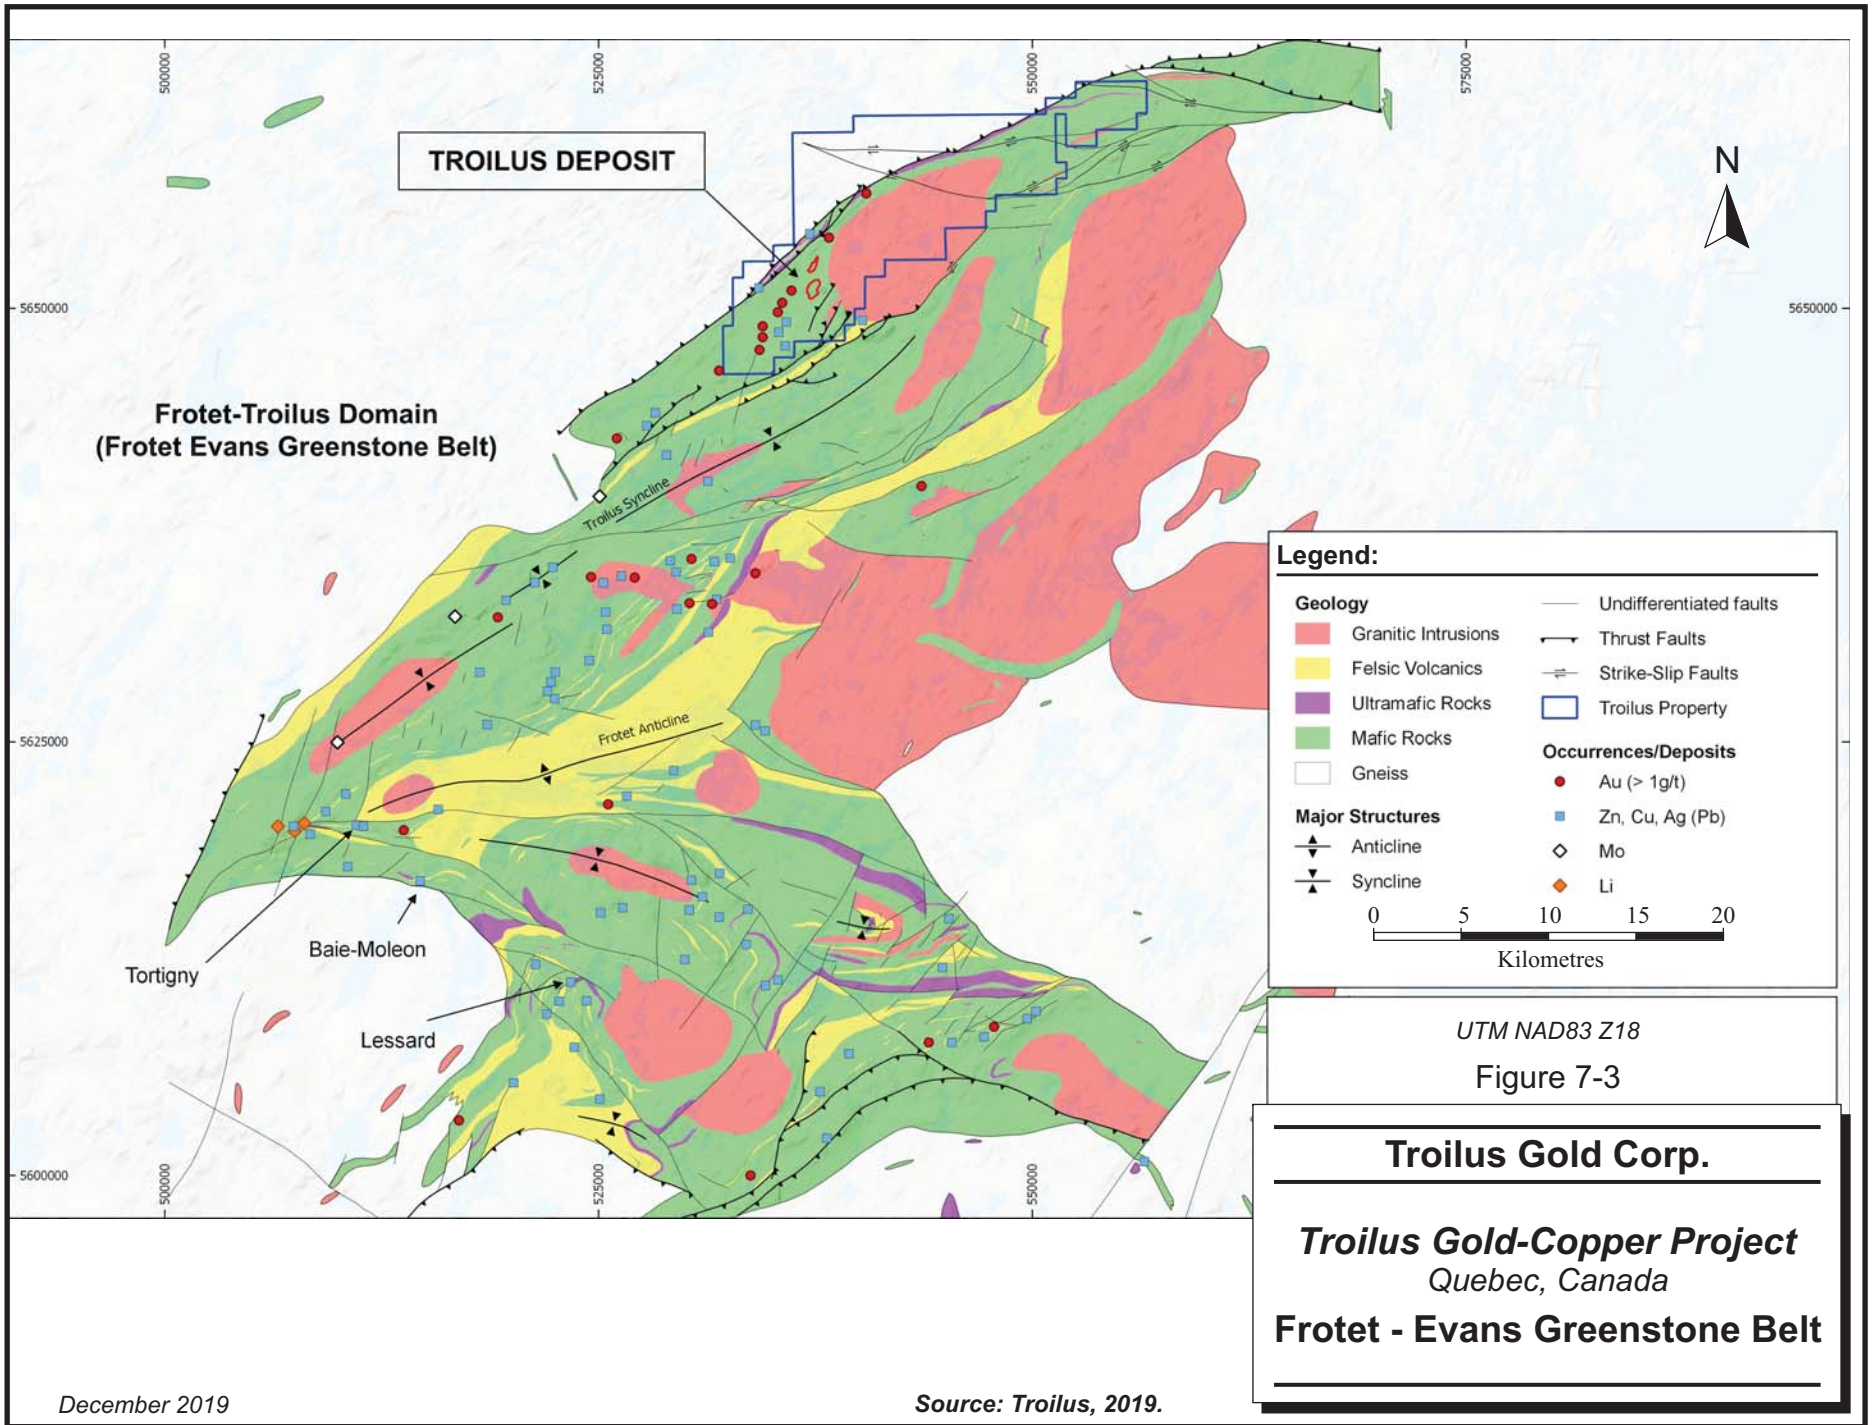 500000
525000
550000
575000
TROILUS DEPOSIT
N
5650000
5650000
Frotet-Troilus Domain
(Frotet Evans Greenstone Belt)
Troilus Syncline
Frotet Anticline
5625000
Baie-Moleon
Tortigny
Lessard
5600000
500000
525000
550000
Legend:
Geology
Granitic Intrusions
Felsic Volcanics
Ultramafic Rocks
Mafic Rocks
Gneiss
Major Structures
Anticline
Syncline
Undifferentiated faults
Thrust Faults
Strike-Slip Faults
Troilus Property
Occurrences/Deposits
Au (> 1g/t)
Zn, Cu, Ag (Pb)
Mo
Li
0 5 10 15 20
Kilometres
UTM NAD83 Z18
Figure 7-3
Troilus Gold Corp.
Troilus Gold-Copper Project
Quebec, Canada
Frotet - Evans Greenstone Belt
December 2019
Source: Troilus, 2019.